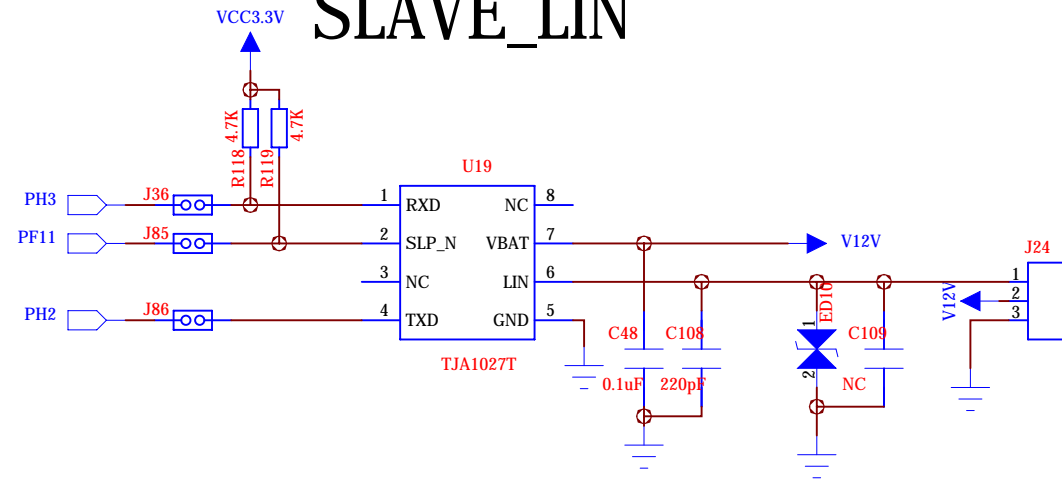 SLAVE_LIN
VCC3.3V
4.7K
4.7K
R118
R119
U19
PH3
J36
1
RXD
NC
8
PF11
J85
2
SLP_N
VBAT
7
V12V
3
NC
LIN
6
J24
1
V12V
2
3
PH2
J86
4
TXD
GND
5
TJA1027T
C48
0.1uF
C108
220pF
ED10
1
2
C109
NC